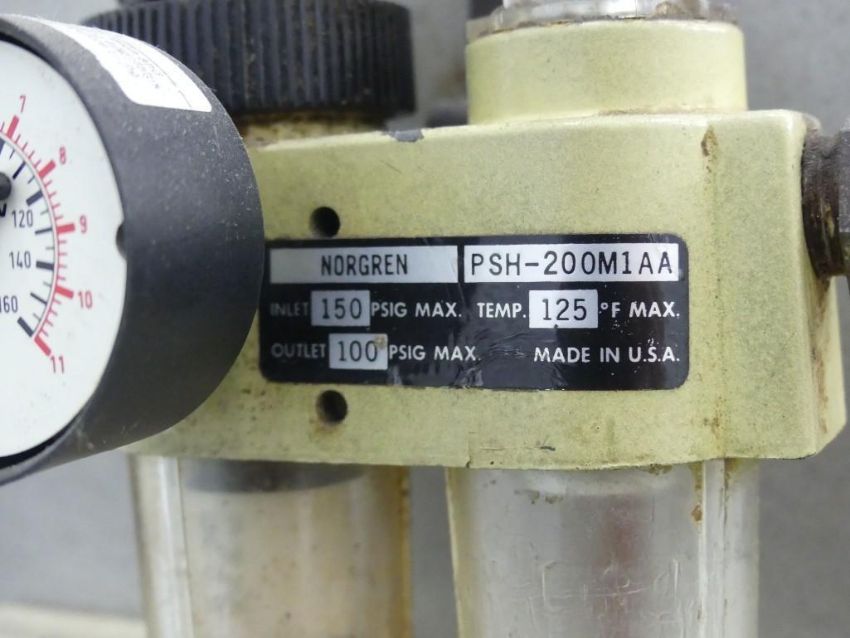 NORGREN PSH-200M1AA
INLET 150 PSIG MAX. TEMP. 125 °F MAX.
OUTLET 100 PSIG MAX. MADE IN U.S.A.
7
8
9
10
11
120
140
160